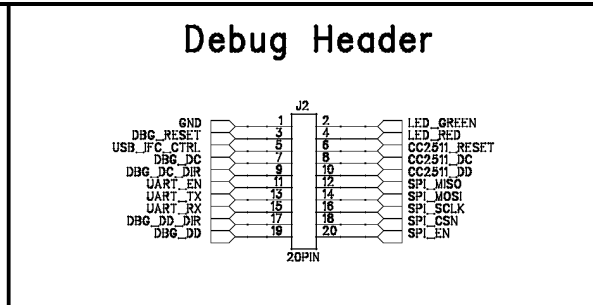 Debug Header
J2
GND 1 2 LED_GREEN
DBG_RESET 3 4 LED_RED
USB_IFC_CTRL 5 6 CC2511_RESET
DBG_DC 7 8 CC2511_DC
DBG_DC_DIR 9 10 CC2511_DD
UART_EN 11 12 SPI_MISO
UART_TX 13 14 SPI_MOSI
UART_RX 15 16 SPI_SCLK
DBG_DD_DIR 17 18 SPI_CSN
DBG_DD 19 20 SPI_EN
20PIN